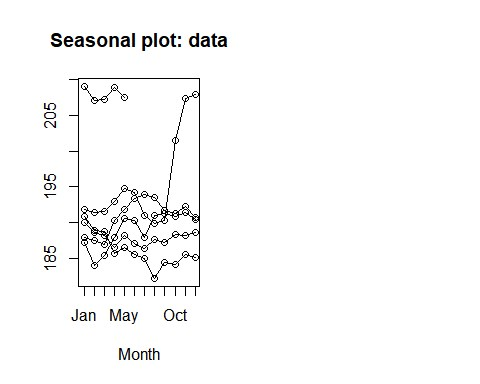 Seasonal plot: data
205
195
185
Jan May Oct
Month